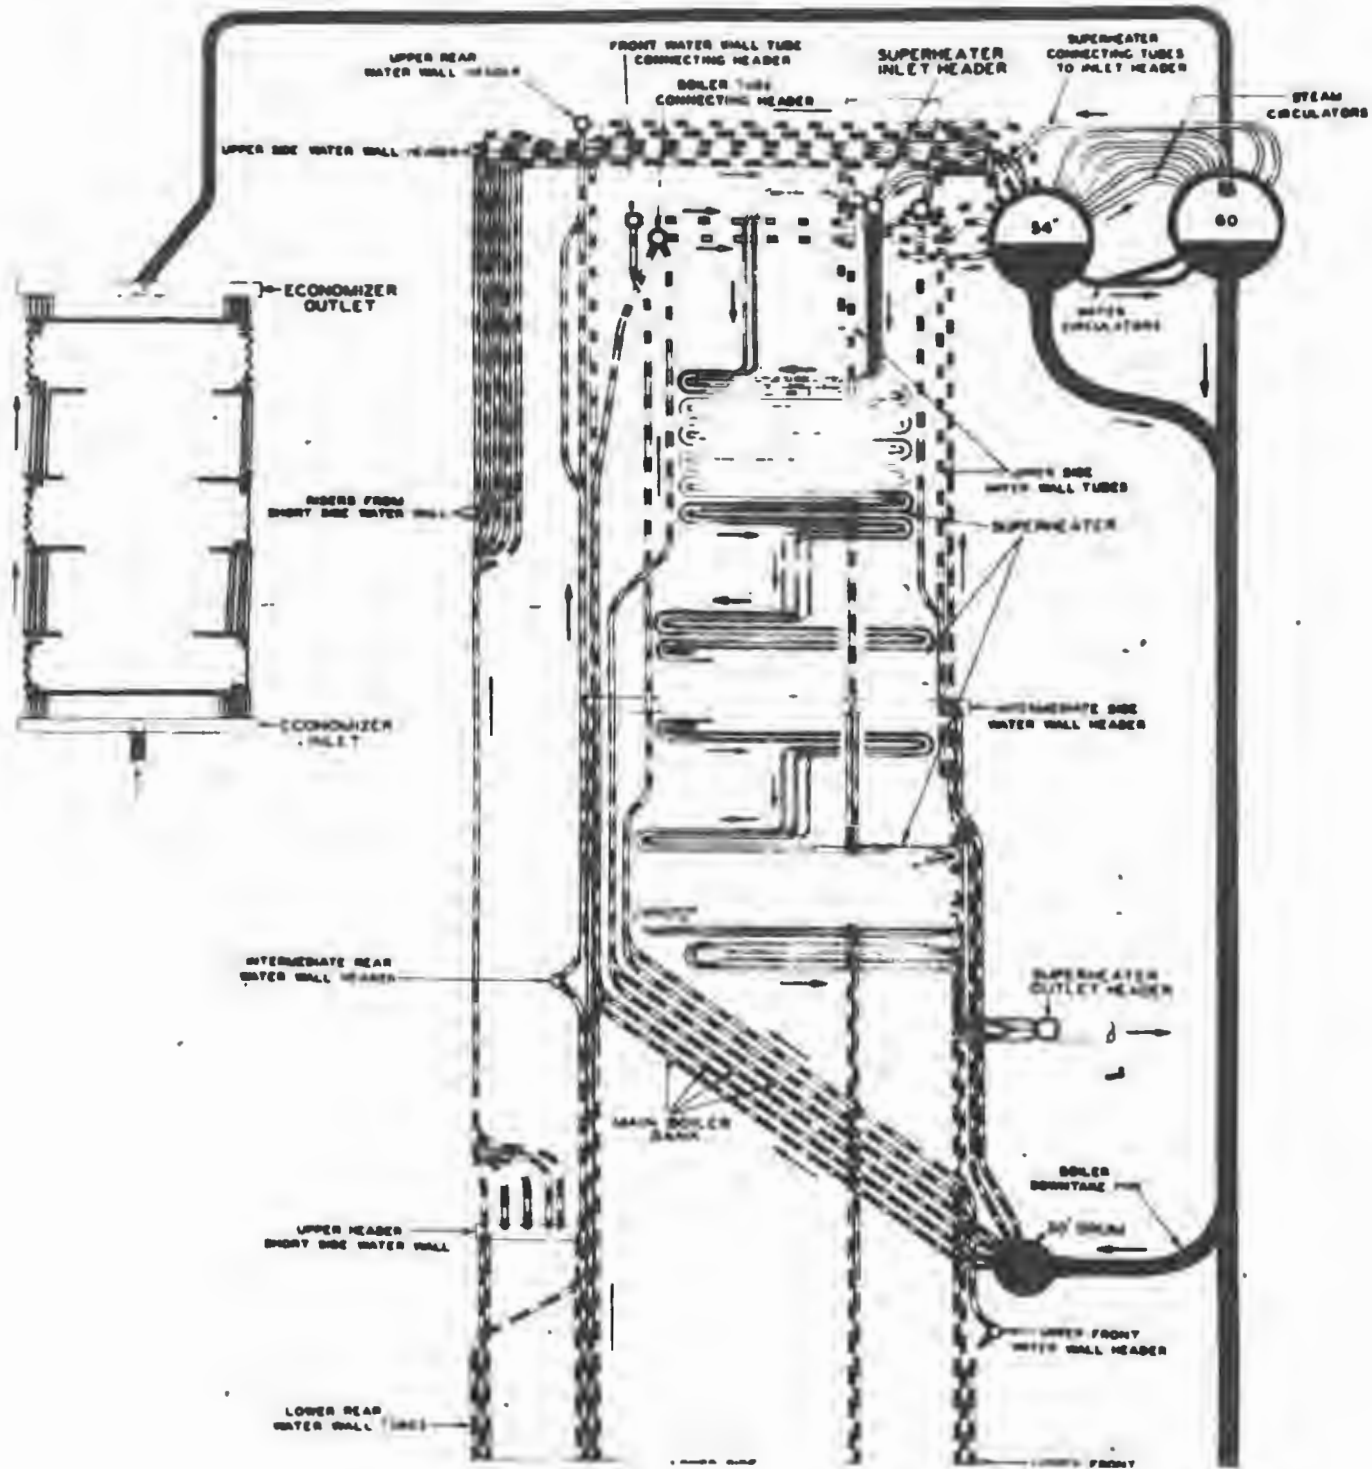 UPPER REAR
WATER WALL HEADER
FRONT WATER WALL TUBE
CONNECTING HEADER
BOILER TUBE
CONNECTING HEADER
SUPERHEATER
INLET HEADER
SUPERHEATER
CONNECTING TUBES
TO INLET HEADER
STEAM
CIRCULATORS
UPPER SIDE WATER WALL HEADER
54"
60
WATER
CIRCULATORS
ECONOMIZER
OUTLET
UPPER SIDE
WATER WALL TUBES
RISERS FROM
SHORT SIDE WATER WALL
SUPERHEATER
INTERMEDIATE SIDE
WATER WALL HEADER
ECONOMIZER
INLET
INTERMEDIATE REAR
WATER WALL HEADER
SUPERHEATER
OUTLET HEADER
MAIN BOILER
BANK
BOILER
DOWNTAKE
DRUM
UPPER HEADER
SHORT SIDE WATER WALL
UPPER FRONT
WATER WALL HEADER
LOWER REAR
WATER WALL TUBES
LOWER SIDE
LOWER FRONT